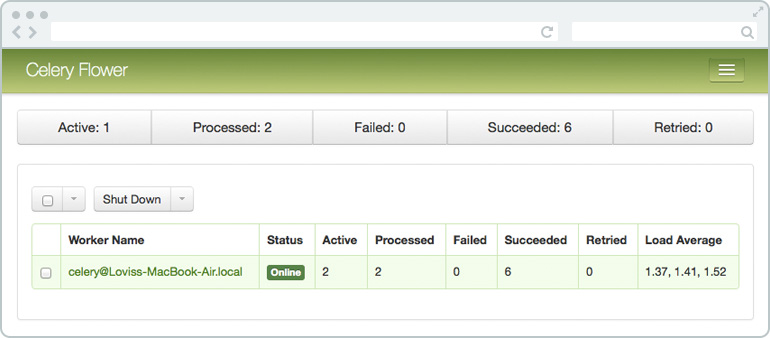 Celery Flower
Active: 1 Processed: 2 Failed: 0 Succeeded: 6 Retried: 0
Shut Down
Worker Name Status Active Processed Failed Succeeded Retried Load Average
celery@Loviss-MacBook-Air.local Online 2 2 0 6 0 1.37, 1.41, 1.52